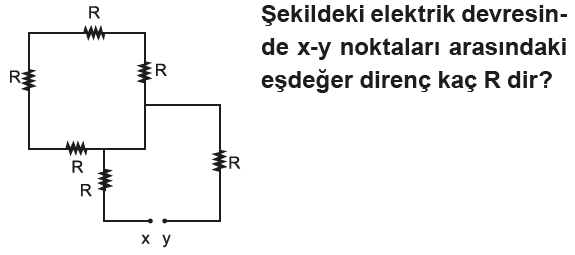 Şekildeki elektrik devresin-
de x-y noktaları arasındaki
eşdeğer direnç kaç R dir?
R
R
R
R
R
R
x y